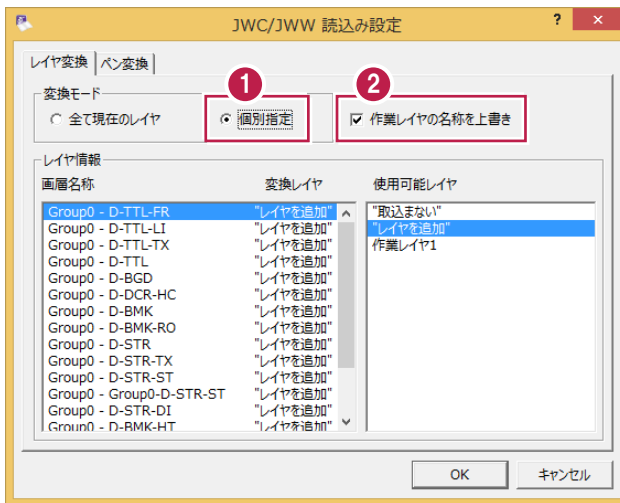 JWC/JWW 読込み設定
? ×
レイヤ変換 ペン変換
1 2
変換モード
全て現在のレイヤ 個別指定 作業レイヤの名称を上書き
レイヤ情報
画層名称 変換レイヤ 使用可能レイヤ
Group0 - D-TTL-FR "レイヤを追加" "取込まない"
Group0 - D-TTL-LI "レイヤを追加" "レイヤを追加"
Group0 - D-TTL-TX "レイヤを追加" 作業レイヤ1
Group0 - D-TTL "レイヤを追加"
Group0 - D-BGD "レイヤを追加"
Group0 - D-DCR-HC "レイヤを追加"
Group0 - D-BMK "レイヤを追加"
Group0 - D-BMK-RO "レイヤを追加"
Group0 - D-STR "レイヤを追加"
Group0 - D-STR-TX "レイヤを追加"
Group0 - D-STR-ST "レイヤを追加"
Group0 - Group0-D-STR-ST "レイヤを追加"
Group0 - D-STR-DI "レイヤを追加"
Group0 - D-BMK-HT "レイヤを追加"
OK キャンセル